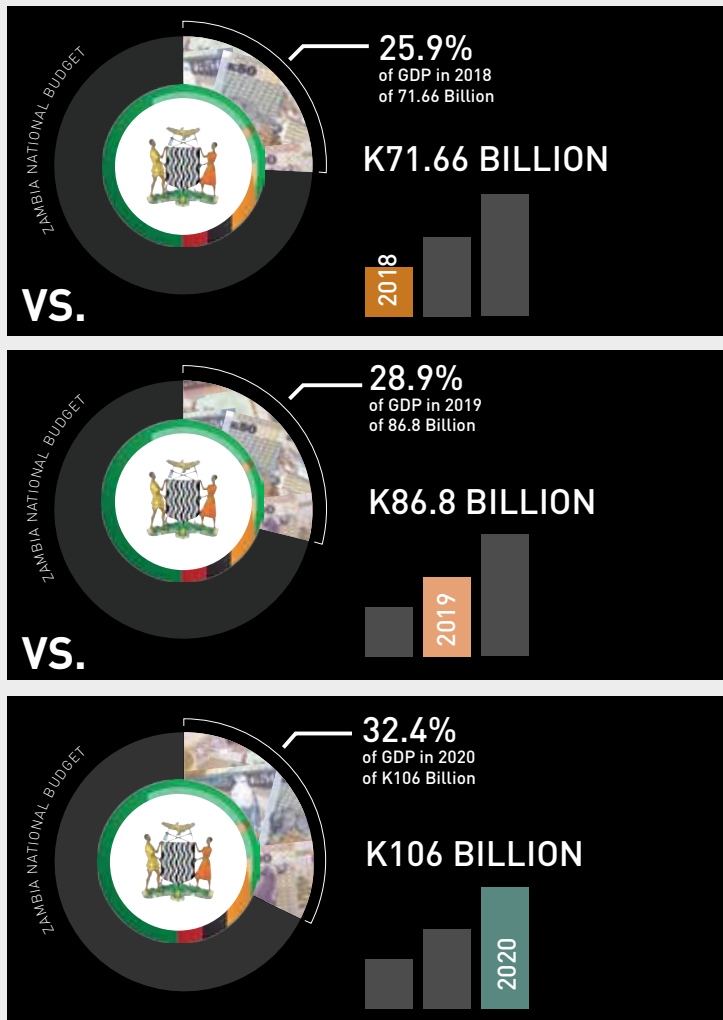 ZAMBIA NATIONAL BUDGET
25.9%
of GDP in 2018
of 71.66 Billion
K71.66 BILLION
2018
VS.
ZAMBIA NATIONAL BUDGET
28.9%
of GDP in 2019
of 86.8 Billion
K50
K86.8 BILLION
2019
VS.
ZAMBIA NATIONAL BUDGET
32.4%
of GDP in 2020
of K106 Billion
K106 BILLION
2020